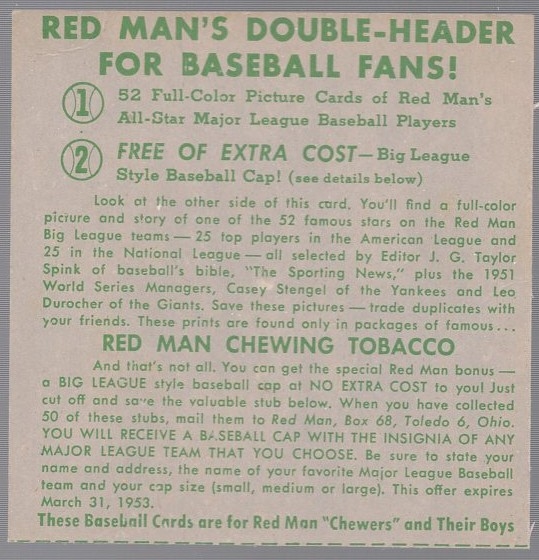 RED MAN'S DOUBLE-HEADER
FOR BASEBALL FANS!
1 52 Full-Color Picture Cards of Red Man's
All-Star Major League Baseball Players
2 FREE OF EXTRA COST—Big League
Style Baseball Cap! (see details below)
Look at the other side of this card. You'll find a full-color
picture and story of one of the 52 famous stars on the Red Man
Big League teams — 25 top players in the American League and
25 in the National League — all selected by Editor J. G. Taylor
Spink of baseball's bible, "The Sporting News," plus the 1951
World Series Managers, Casey Stengel of the Yankees and Leo
Durocher of the Giants. Save these pictures — trade duplicates with
your friends. These prints are found only in packages of famous...
RED MAN CHEWING TOBACCO
And that's not all. You can get the special Red Man bonus —
a BIG LEAGUE style baseball cap at NO EXTRA COST to you! Just
cut off and save the valuable stub below. When you have collected
50 of these stubs, mail them to Red Man, Box 68, Toledo 6, Ohio.
YOU WILL RECEIVE A BASEBALL CAP WITH THE INSIGNIA OF ANY
MAJOR LEAGUE TEAM THAT YOU CHOOSE. Be sure to state your
name and address, the name of your favorite Major League Baseball
team and your cap size (small, medium or large). This offer expires
March 31, 1953.
These Baseball Cards are for Red Man "Chewers" and Their Boys